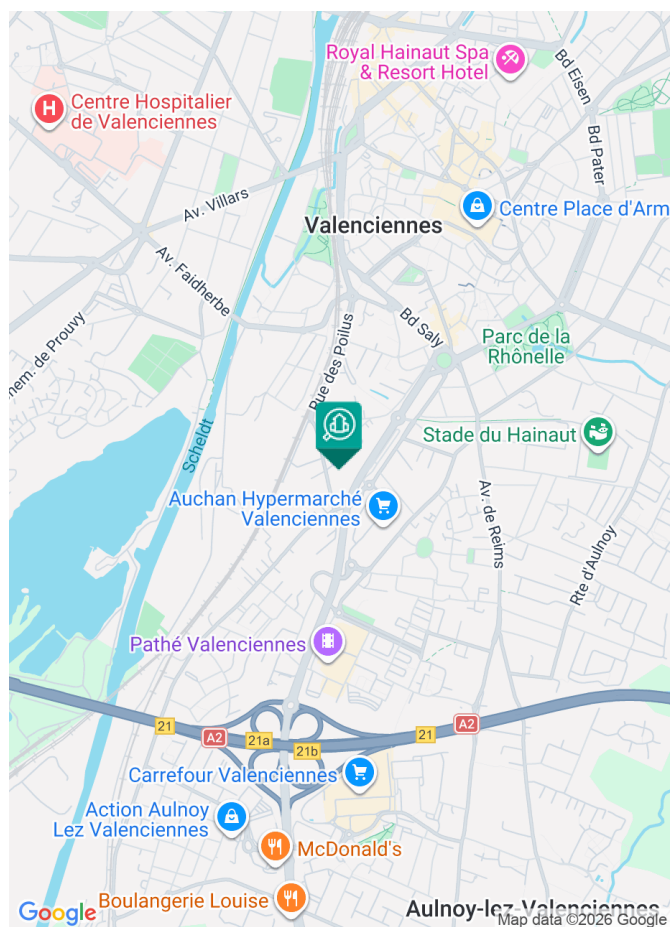 Royal Hainaut Spa
& Resort Hotel
Bd Eisen
H
Centre Hospitalier
de Valenciennes
Bd Pater
Av. Villars
Centre Place d'Arm
Valenciennes
Av. Faidherbe
Bd Saly
Parc de la
Rhônelle
nem. de Prouvy
Rue des Poilus
Scheldt
Stade du Hainaut
Auchan Hypermarché
Valenciennes
Av. de Reims
Rte d'Aulnoy
Pathé Valenciennes
21
A2
21a
21b
21
A2
Carrefour Valenciennes
Action Aulnoy
Lez Valenciennes
McDonald's
Boulangerie Louise
Aulnoy-lez-Valenciennes
Google
Map data ©2026 Google